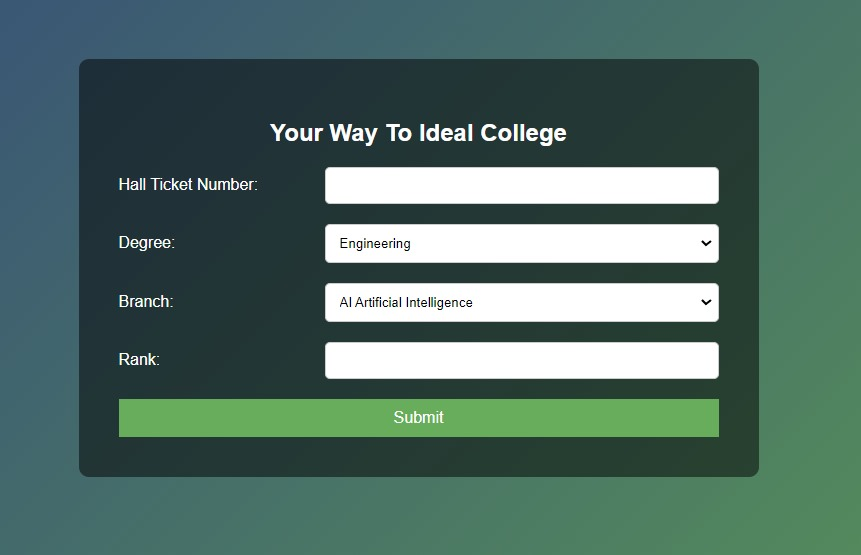 Your Way To Ideal College
Hall Ticket Number:
Degree:
Engineering
Branch:
AI Artificial Intelligence
Rank:
Submit